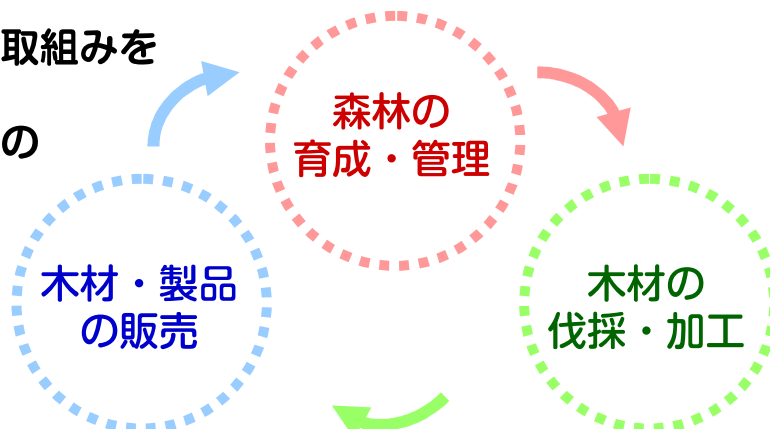 取組みを
の
森林の
育成・管理
木材・製品
の販売
木材の
伐採・加工